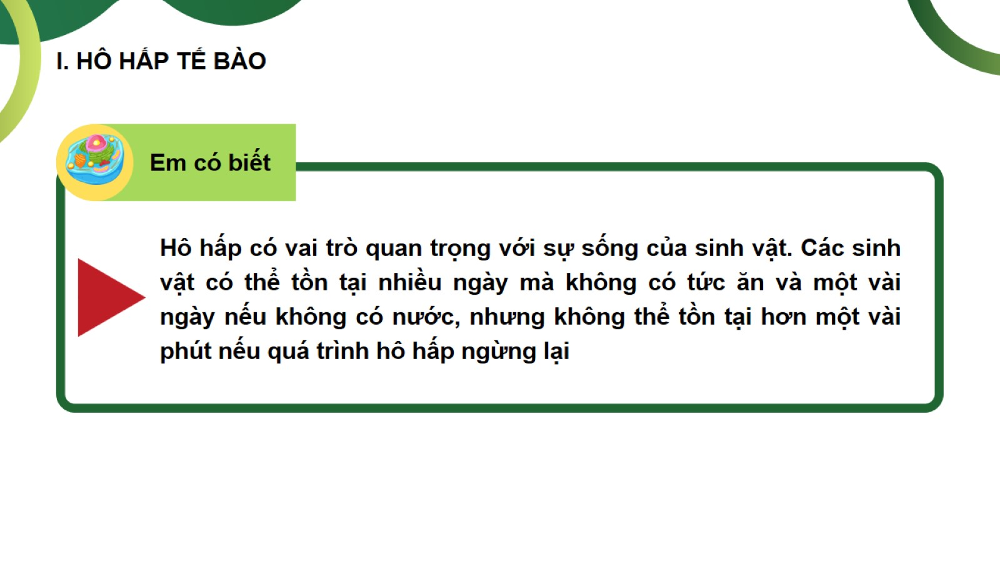 I. HÔ HẤP TẾ BÀO
Em có biết
Hô hấp có vai trò quan trọng với sự sống của sinh vật. Các sinh
vật có thể tồn tại nhiều ngày mà không có tức ăn và một vài
ngày nếu không có nước, nhưng không thể tồn tại hơn một vài
phút nếu quá trình hô hấp ngừng lại